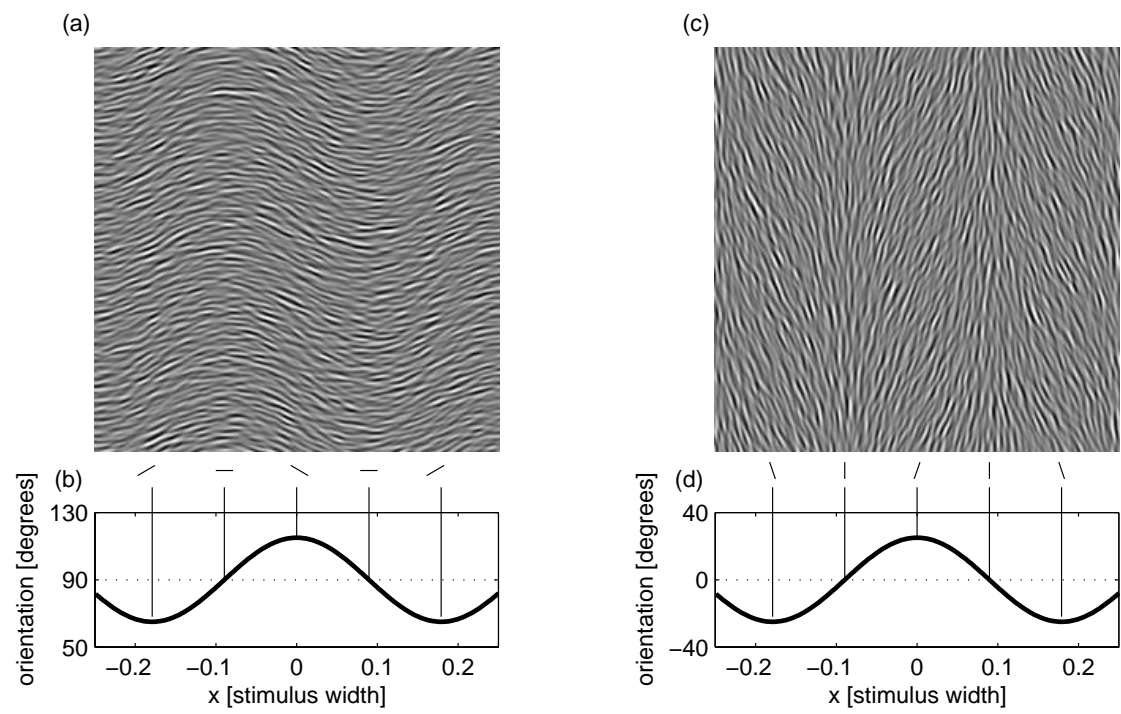 (a)
(c)
(b)
orientation [degrees]
130
90
50
−0.2 −0.1 0 0.1 0.2
x [stimulus width]
(d)
orientation [degrees]
40
0
−40
−0.2 −0.1 0 0.1 0.2
x [stimulus width]